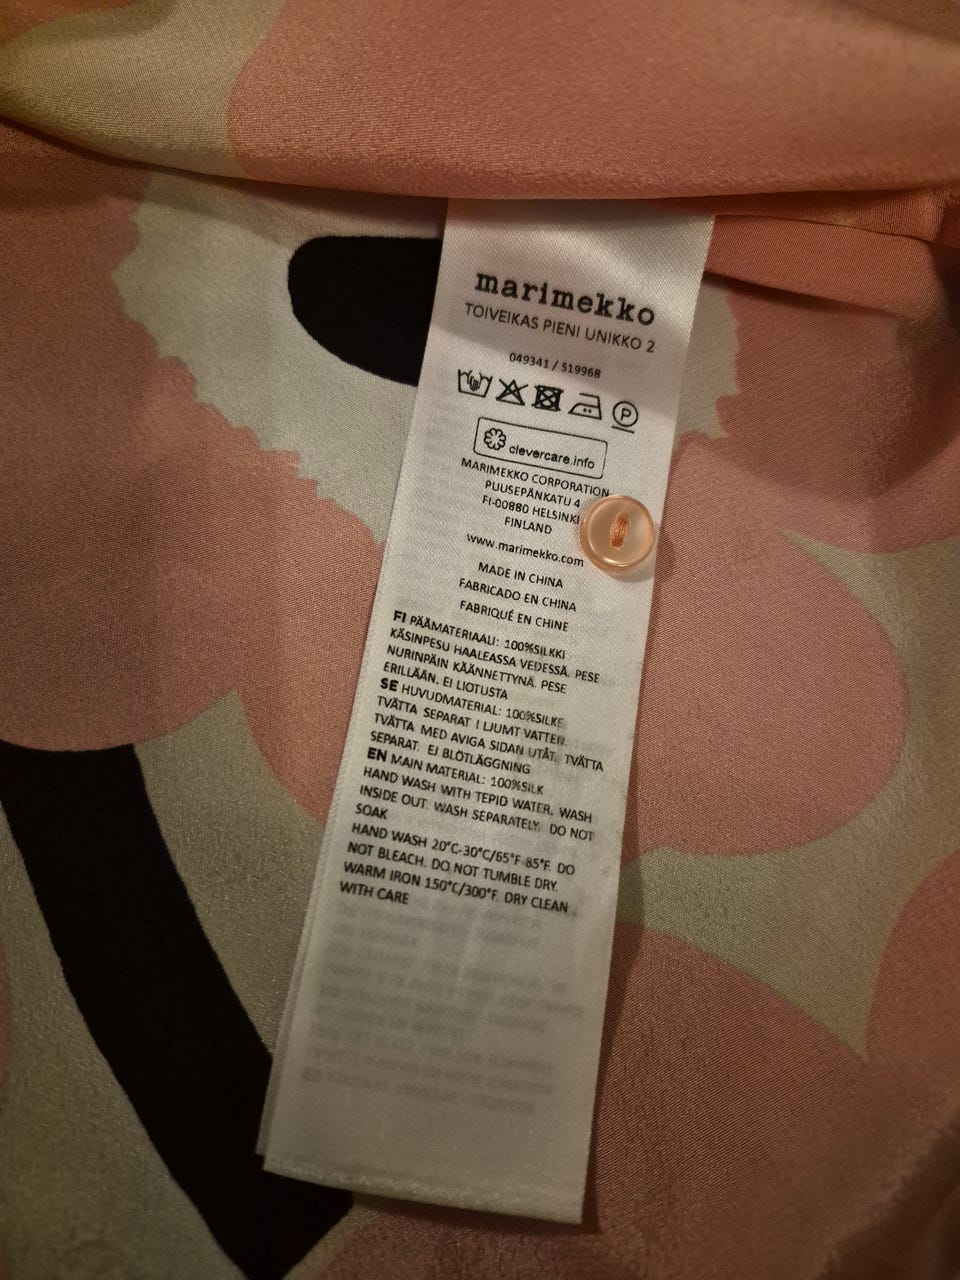 marimekko
TOIVEIKAS PIENI UNIKKO 2
049341 / 519968
P
clevercare.info
MARIMEKKO CORPORATION
PUUSEPÄNKATU 4
FI-00880 HELSINKI
FINLAND
www.marimekko.com
MADE IN CHINA
FABRICADO EN CHINA
FABRIQUÉ EN CHINE
FI PÄÄMATERIAALI: 100%SILKKI
KÄSINPESU HAALEASSA VEDESSÄ. PESE
NURINPÄIN KÄÄNNETTYNÄ. PESE
ERILLÄÄN. EI LIOTUSTA
SE HUVUDMATERIAL: 100%SILKE
TVÄTTA SEPARAT I LJUMT VATTEN.
TVÄTTA MED AVIGA SIDAN UTÅT. TVÄTTA
SEPARAT. EJ BLÖTLÄGGNING
EN MAIN MATERIAL: 100%SILK
HAND WASH WITH TEPID WATER. WASH
INSIDE OUT. WASH SEPARATELY. DO NOT
SOAK
HAND WASH 20°C-30°C/65°F-85°F. DO
NOT BLEACH. DO NOT TUMBLE DRY.
WARM IRON 150°C/300°F. DRY CLEAN
WITH CARE